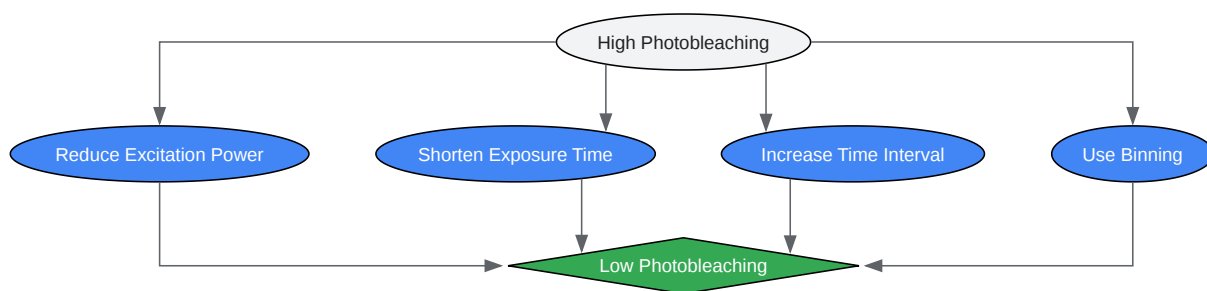 High Photobleaching
Reduce Excitation Power
Shorten Exposure Time
Increase Time Interval
Use Binning
Low Photobleaching